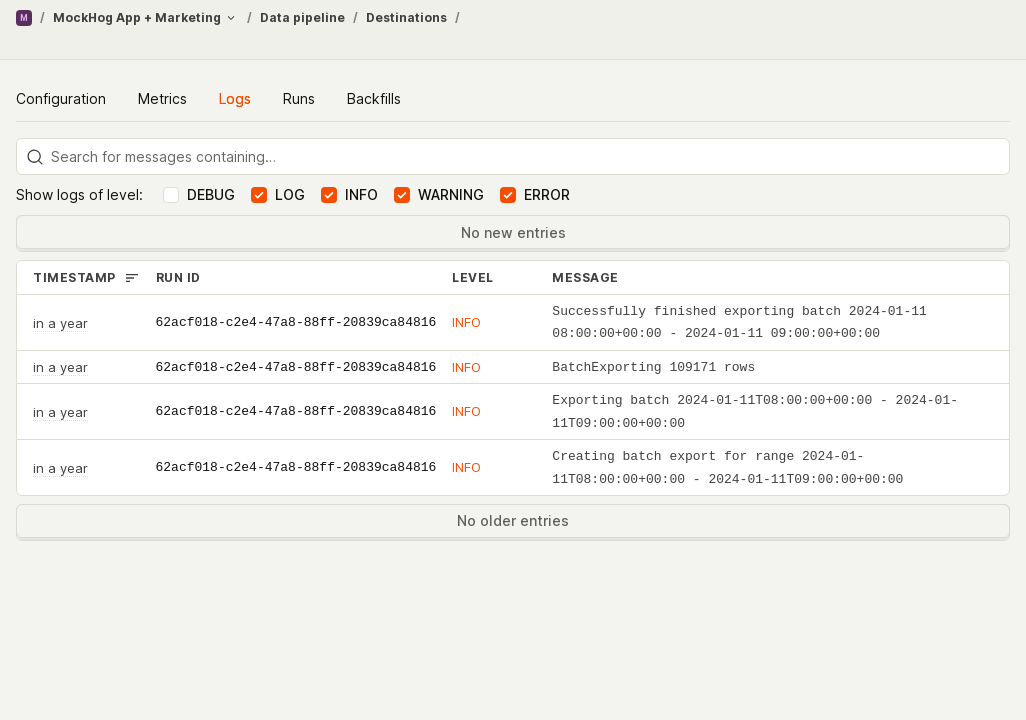 M / MockHog App + Marketing / Data pipeline / Destinations /
Configuration Metrics Logs Runs Backfills
Search for messages containing…
Show logs of level: DEBUG LOG INFO WARNING ERROR
No new entries
TIMESTAMP RUN ID LEVEL MESSAGE
in a year 62acf018-c2e4-47a8-88ff-20839ca84816 INFO Successfully finished exporting batch 2024-01-11
08:00:00+00:00 - 2024-01-11 09:00:00+00:00
in a year 62acf018-c2e4-47a8-88ff-20839ca84816 INFO BatchExporting 109171 rows
in a year 62acf018-c2e4-47a8-88ff-20839ca84816 INFO Exporting batch 2024-01-11T08:00:00+00:00 - 2024-01-
11T09:00:00+00:00
in a year 62acf018-c2e4-47a8-88ff-20839ca84816 INFO Creating batch export for range 2024-01-
11T08:00:00+00:00 - 2024-01-11T09:00:00+00:00
No older entries